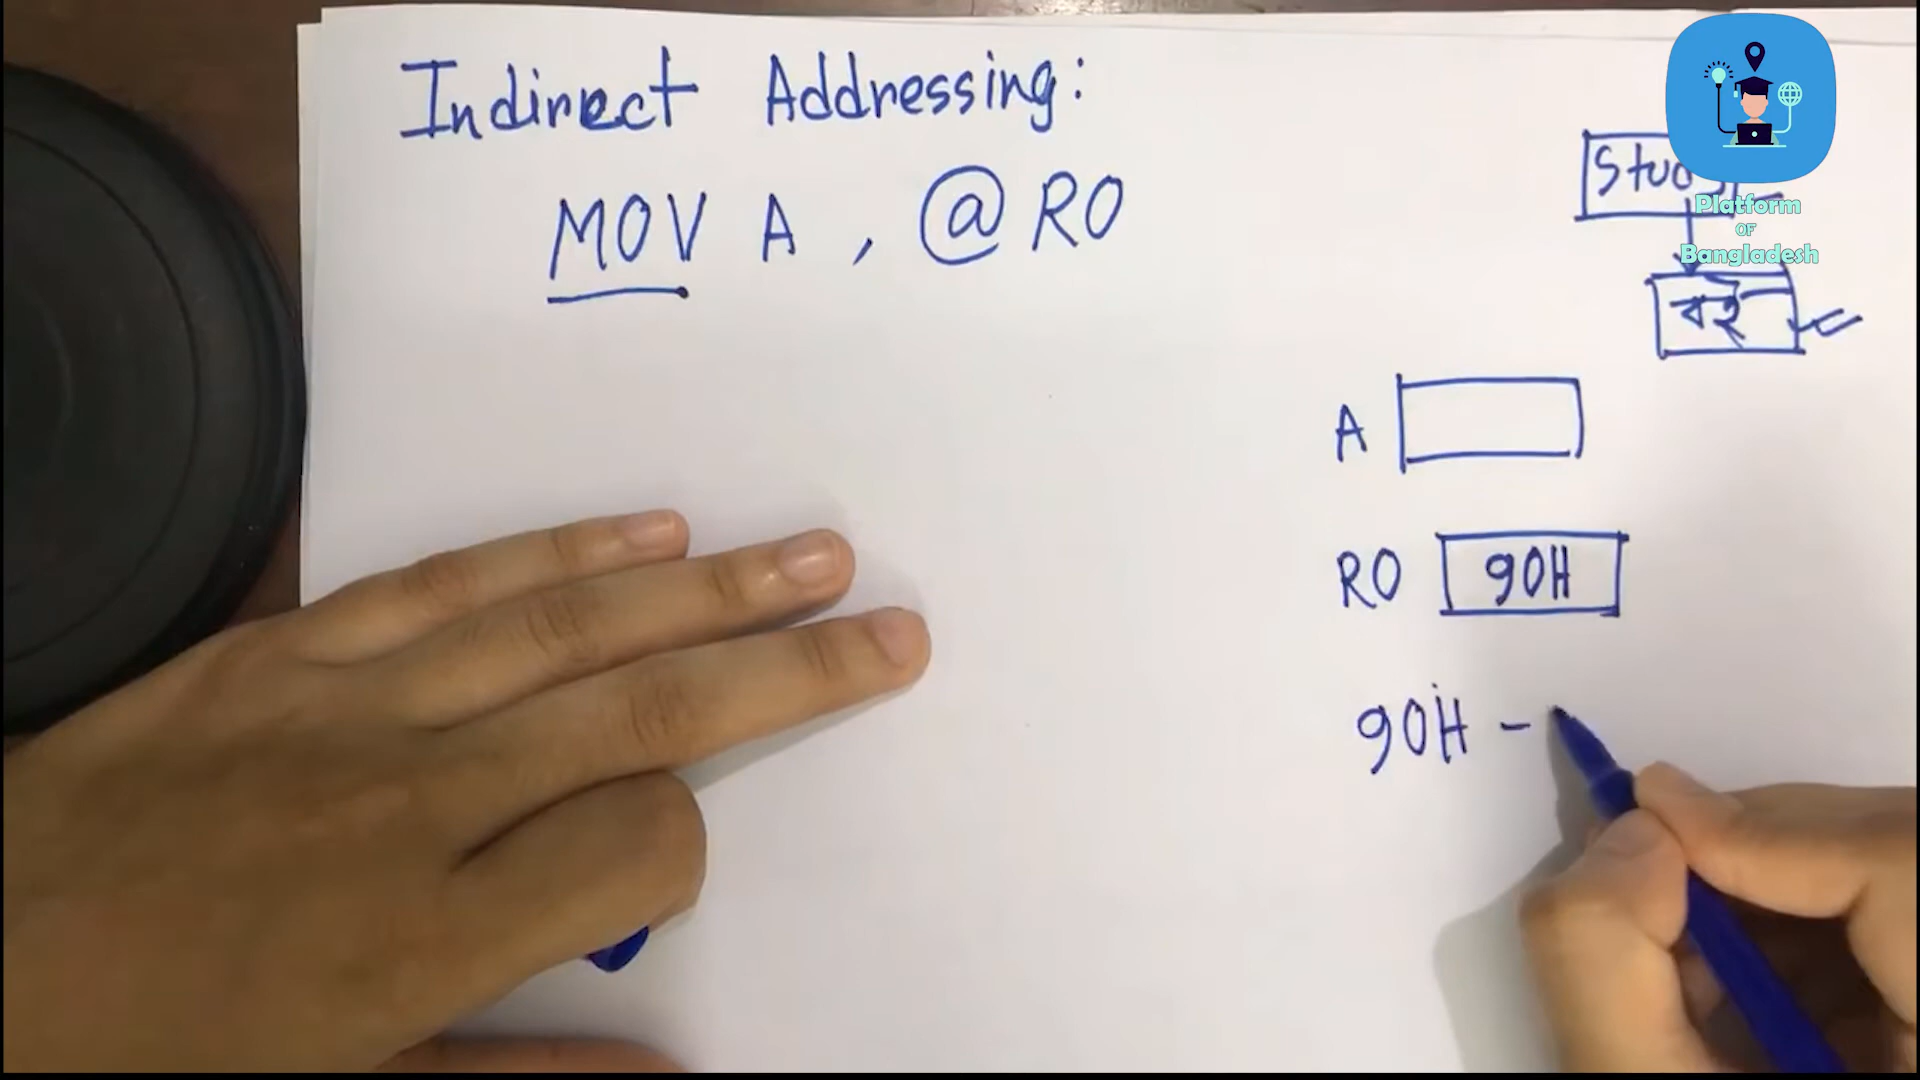 Indirect Addressing:
MOV A , @ R0
Platform
OF
Bangladesh
বই
A
R0 90H
90H -